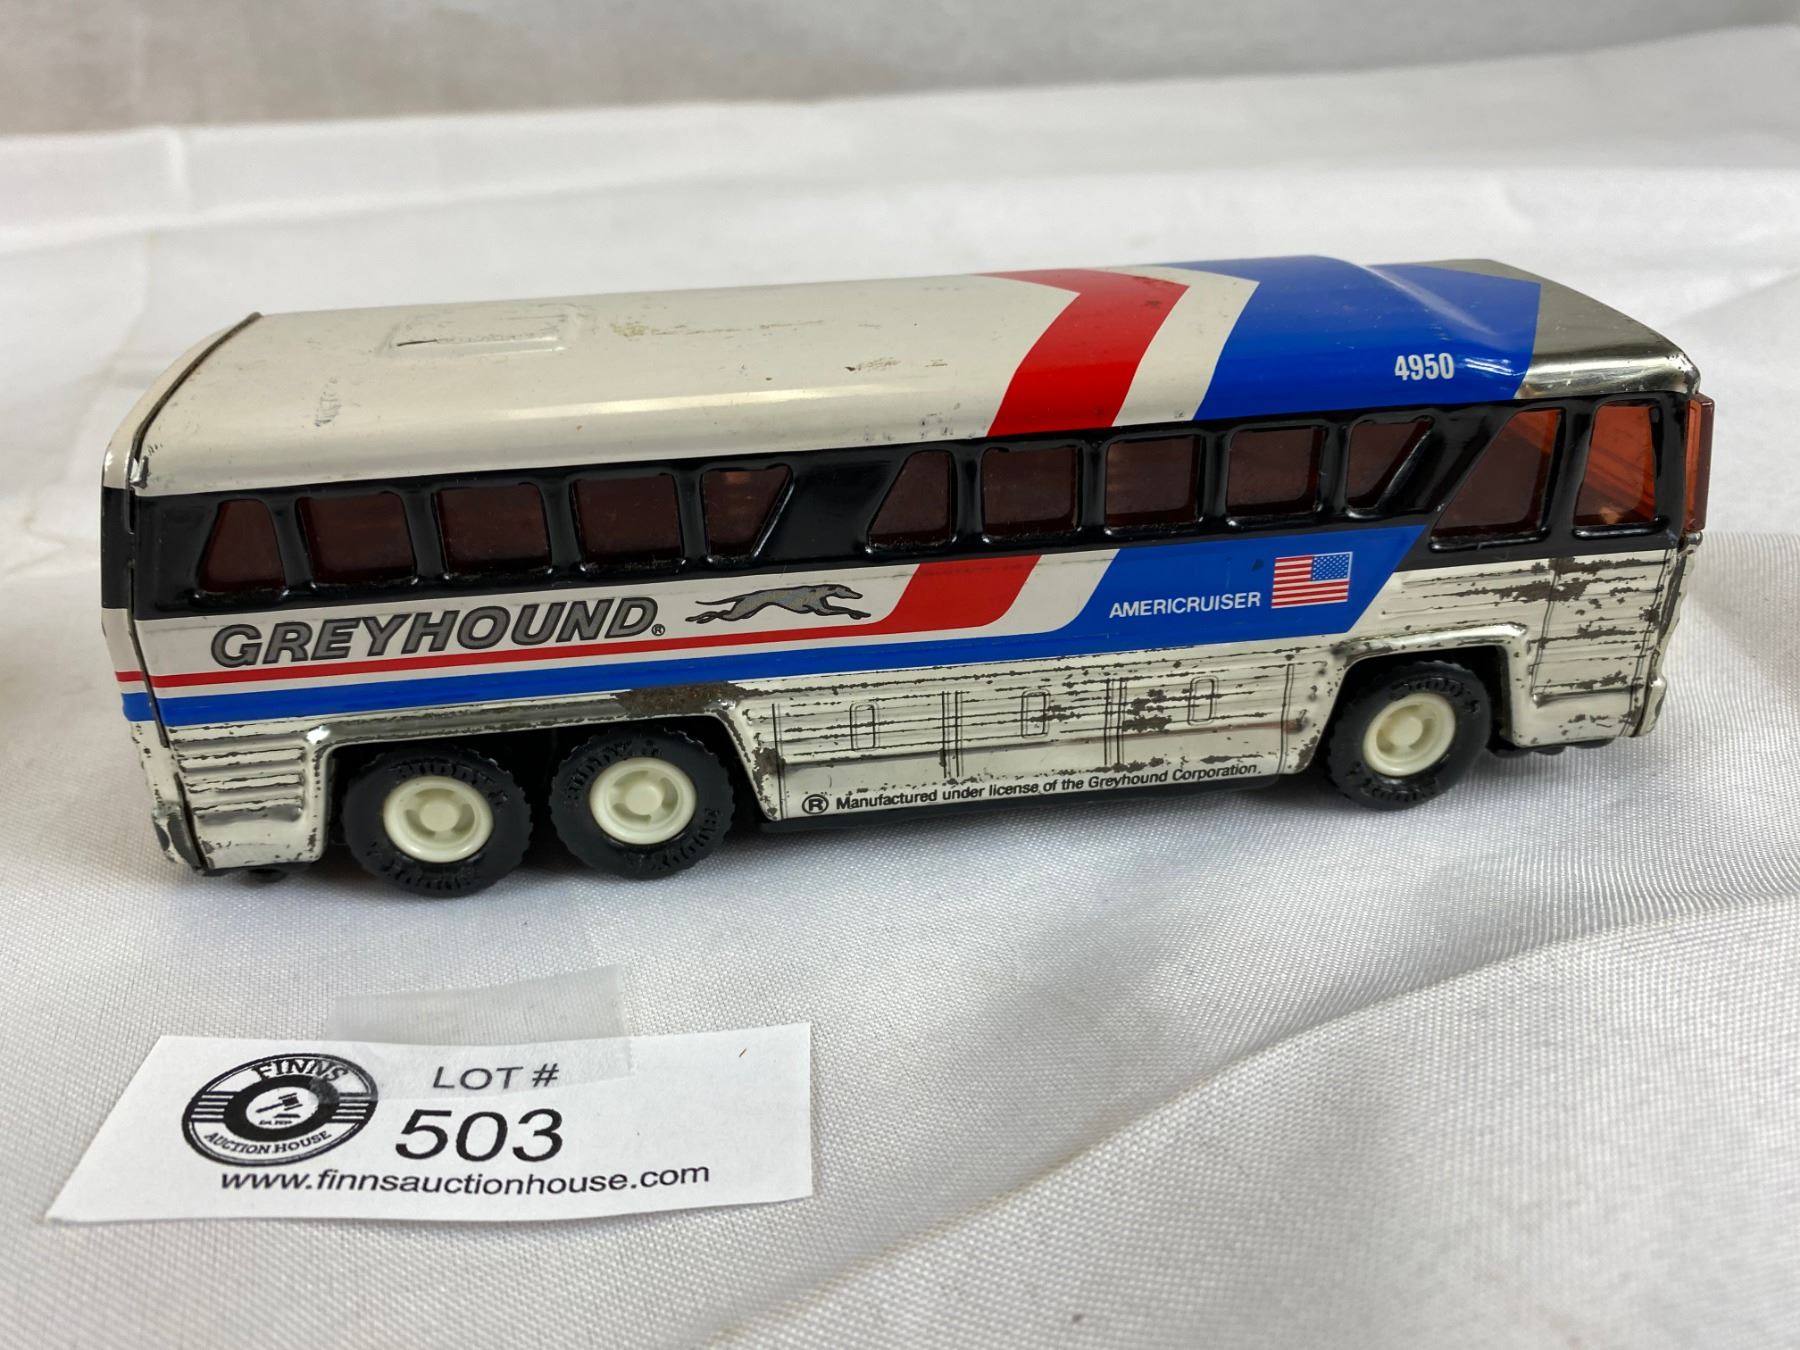 4950
AMERICRUISER
GREYHOUND®
® Manufactured under license of the Greyhound Corporation.
FINNS
AUCTION HOUSE
LOT #
503
www.finnsauctionhouse.com